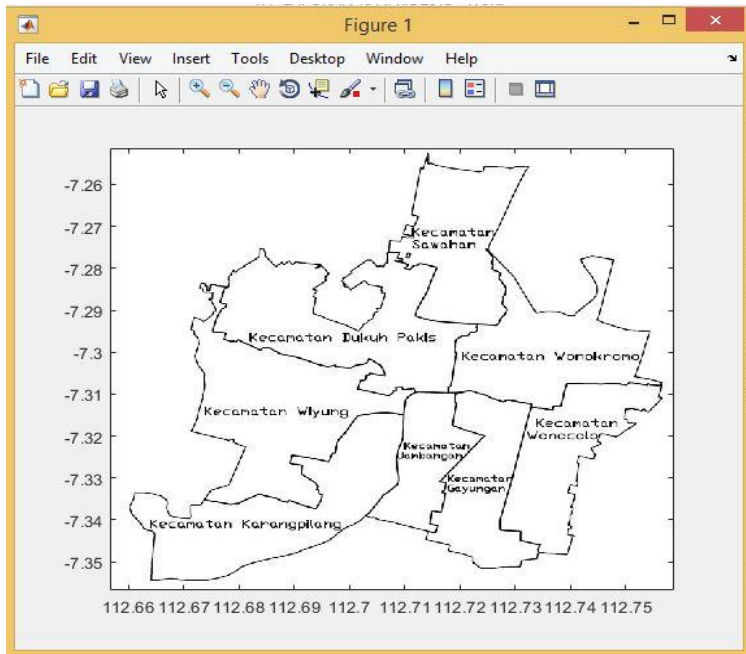 Figure 1
File Edit View Insert Tools Desktop Window Help
-7.26
-7.27
-7.28
-7.29
-7.3
-7.31
-7.32
-7.33
-7.34
-7.35
Kecamatan
Sawahan
Kecamatan Dukuh Pakis
Kecamatan Wonokromo
Kecamatan Wiyung
Kecamatan
Wonocolo
Kecamatan
Jambangan
Kecamatan
Gayungan
Kecamatan Karangpilang
112.66 112.67 112.68 112.69 112.7 112.71 112.72 112.73 112.74 112.75